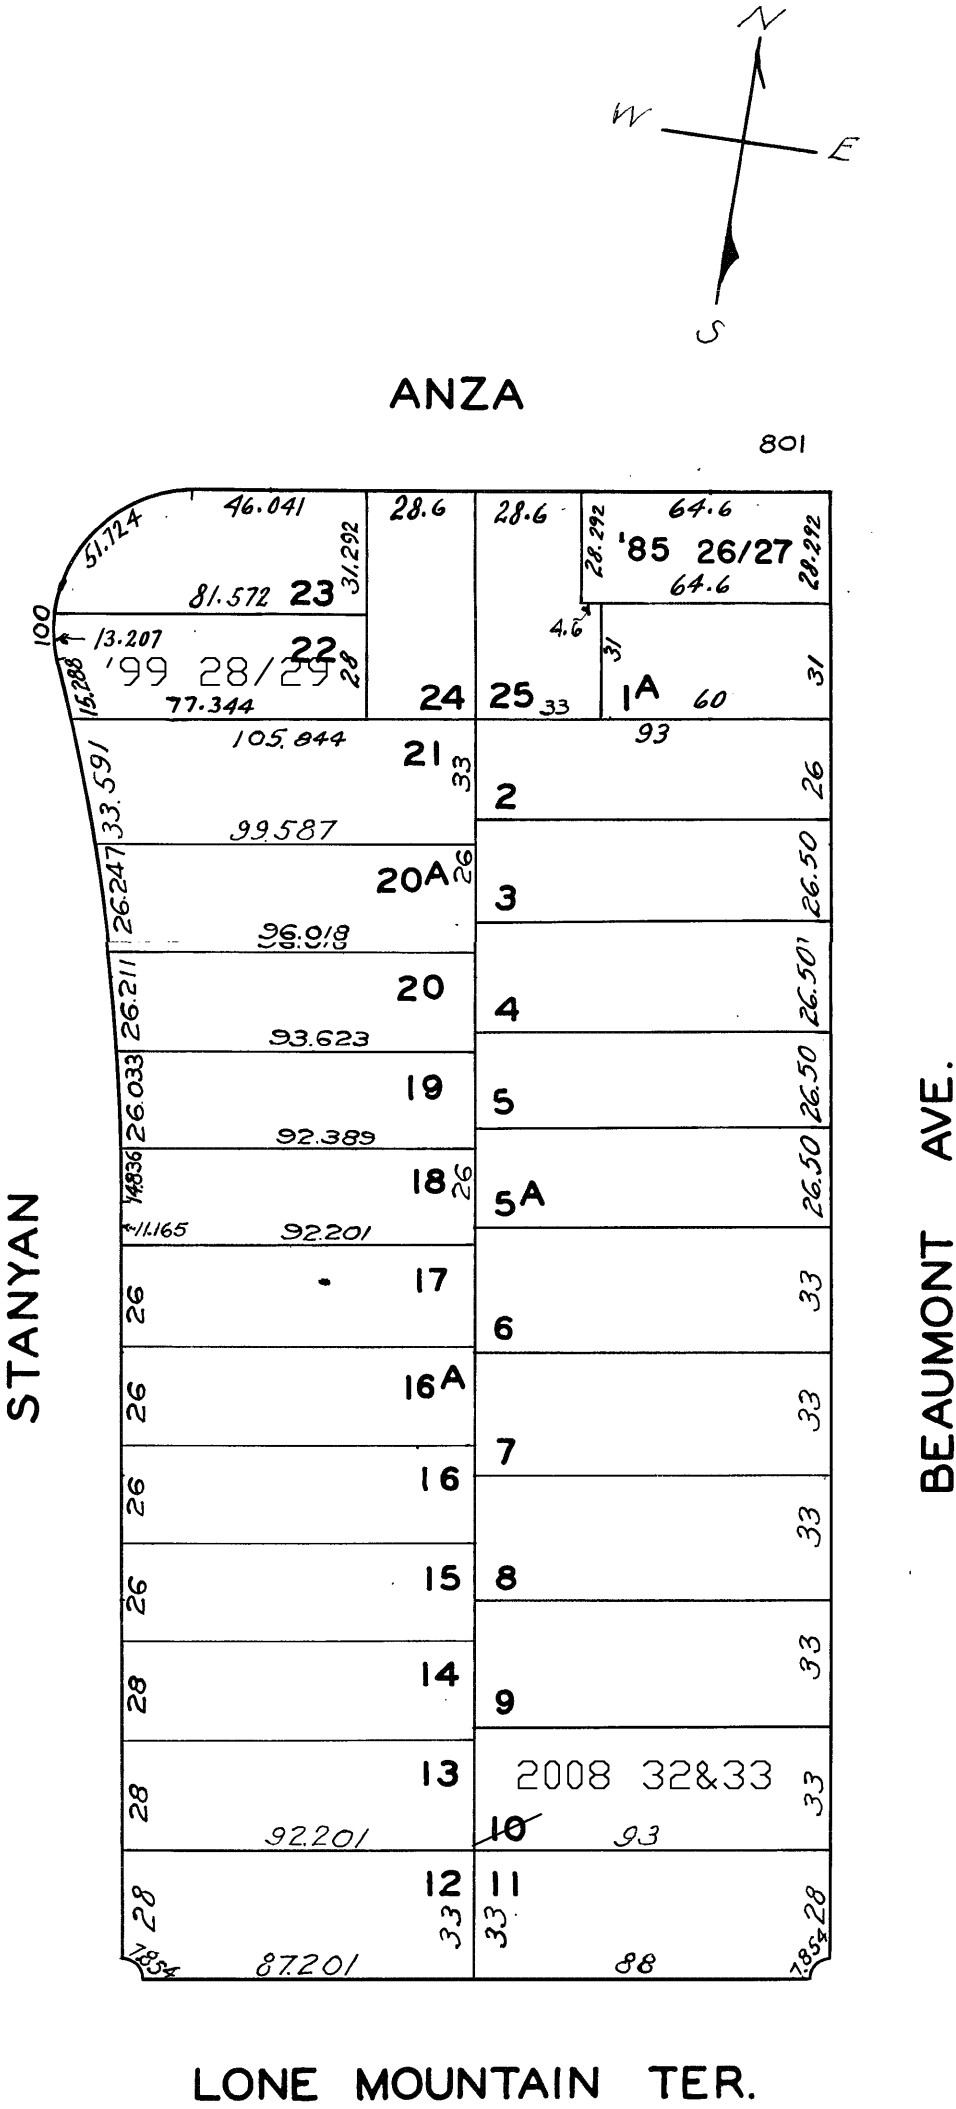 N
W E
S
ANZA
801
46.041 28.6 28.6 64.6
51.724 31.292 28.292 '85 26/27 28.292
81.572 23 64.6
100 13.207 22 4.6
'99 28/29 28 31 31
15.288 77.344 24 25 33 1A 60
105.844 93
33.591 21 33 2 26
99.587
26.247 20A 26 3 26.50
96.018
96.018
26.211 20 4 26.50'
93.623
26.033 19 5 26.50
92.389
14.836 18 26 5A 26.50
11.165 92.201
26 17 6 33
26 16A 7 33
26 16
26 15 8 33
28 14 9 33
28 13 2008 32&33 33
92.201 10 93
28 12 33 11 33 28
7.854 87.201 88 7.854
STANYAN
BEAUMONT AVE.
LONE MOUNTAIN TER.